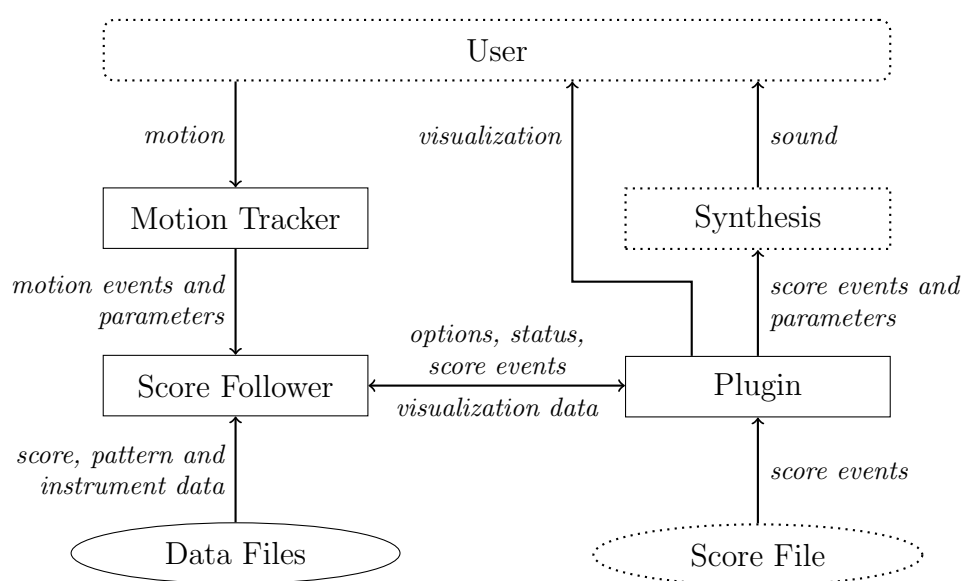 User
motion
visualization
sound
Motion Tracker
Synthesis
motion events and
parameters
score events and
parameters
options, status,
score events
visualization data
Score Follower
Plugin
score, pattern and
instrument data
score events
Data Files
Score File